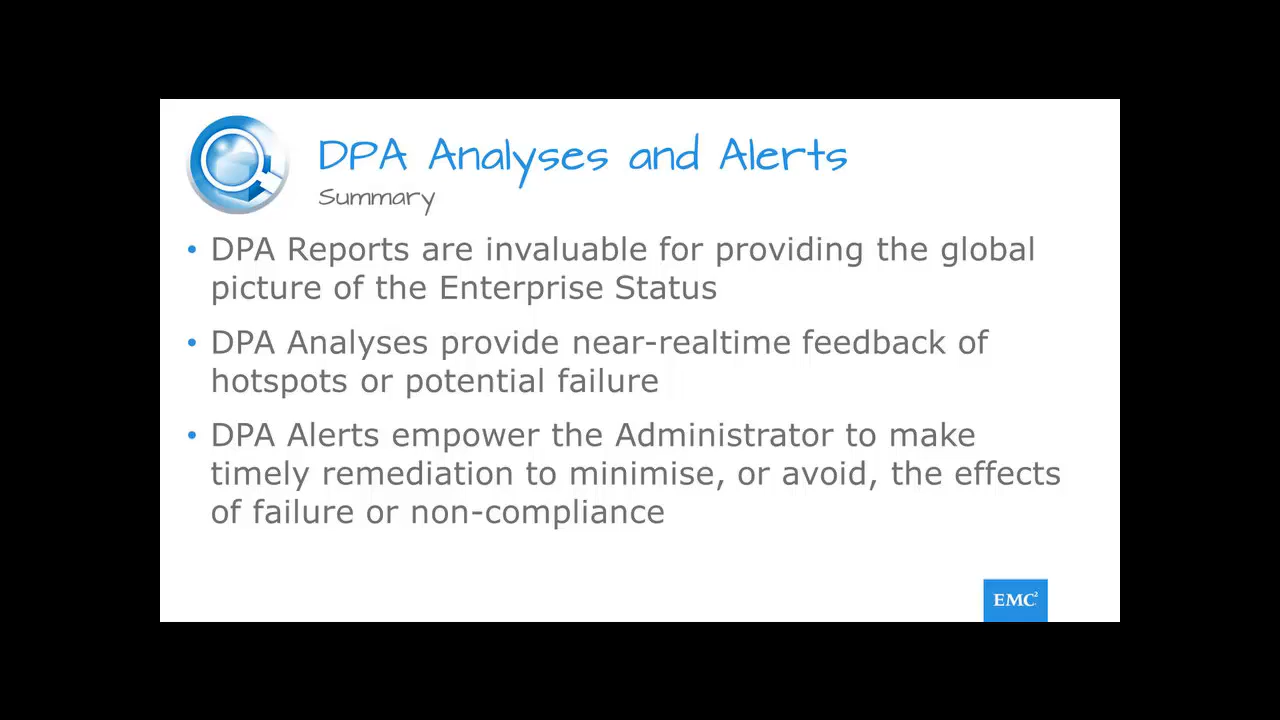 DPA Analyses and Alerts
Summary
• DPA Reports are invaluable for providing the global
picture of the Enterprise Status
• DPA Analyses provide near-realtime feedback of
hotspots or potential failure
• DPA Alerts empower the Administrator to make
timely remediation to minimise, or avoid, the effects
of failure or non-compliance
EMC²